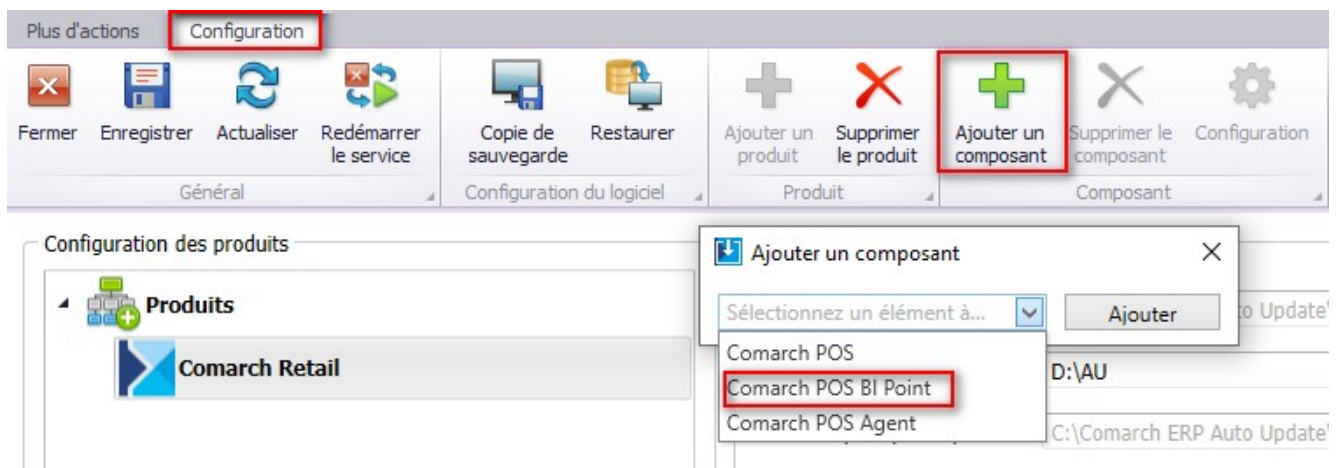 Plus d'actions Configuration
Fermer Enregistrer Actualiser Redémarrer le service Copie de sauvegarde Restaurer Ajouter un produit Supprimer le produit Ajouter un composant Supprimer le composant Configuration
Général Configuration du logiciel Produit Composant
Configuration des produits
Ajouter un composant
Produits
Sélectionnez un élément à... Ajouter to Update\
Comarch POS
Comarch Retail
D:\AU
Comarch POS BI Point
Comarch POS Agent
C:\Comarch ERP Auto Update\